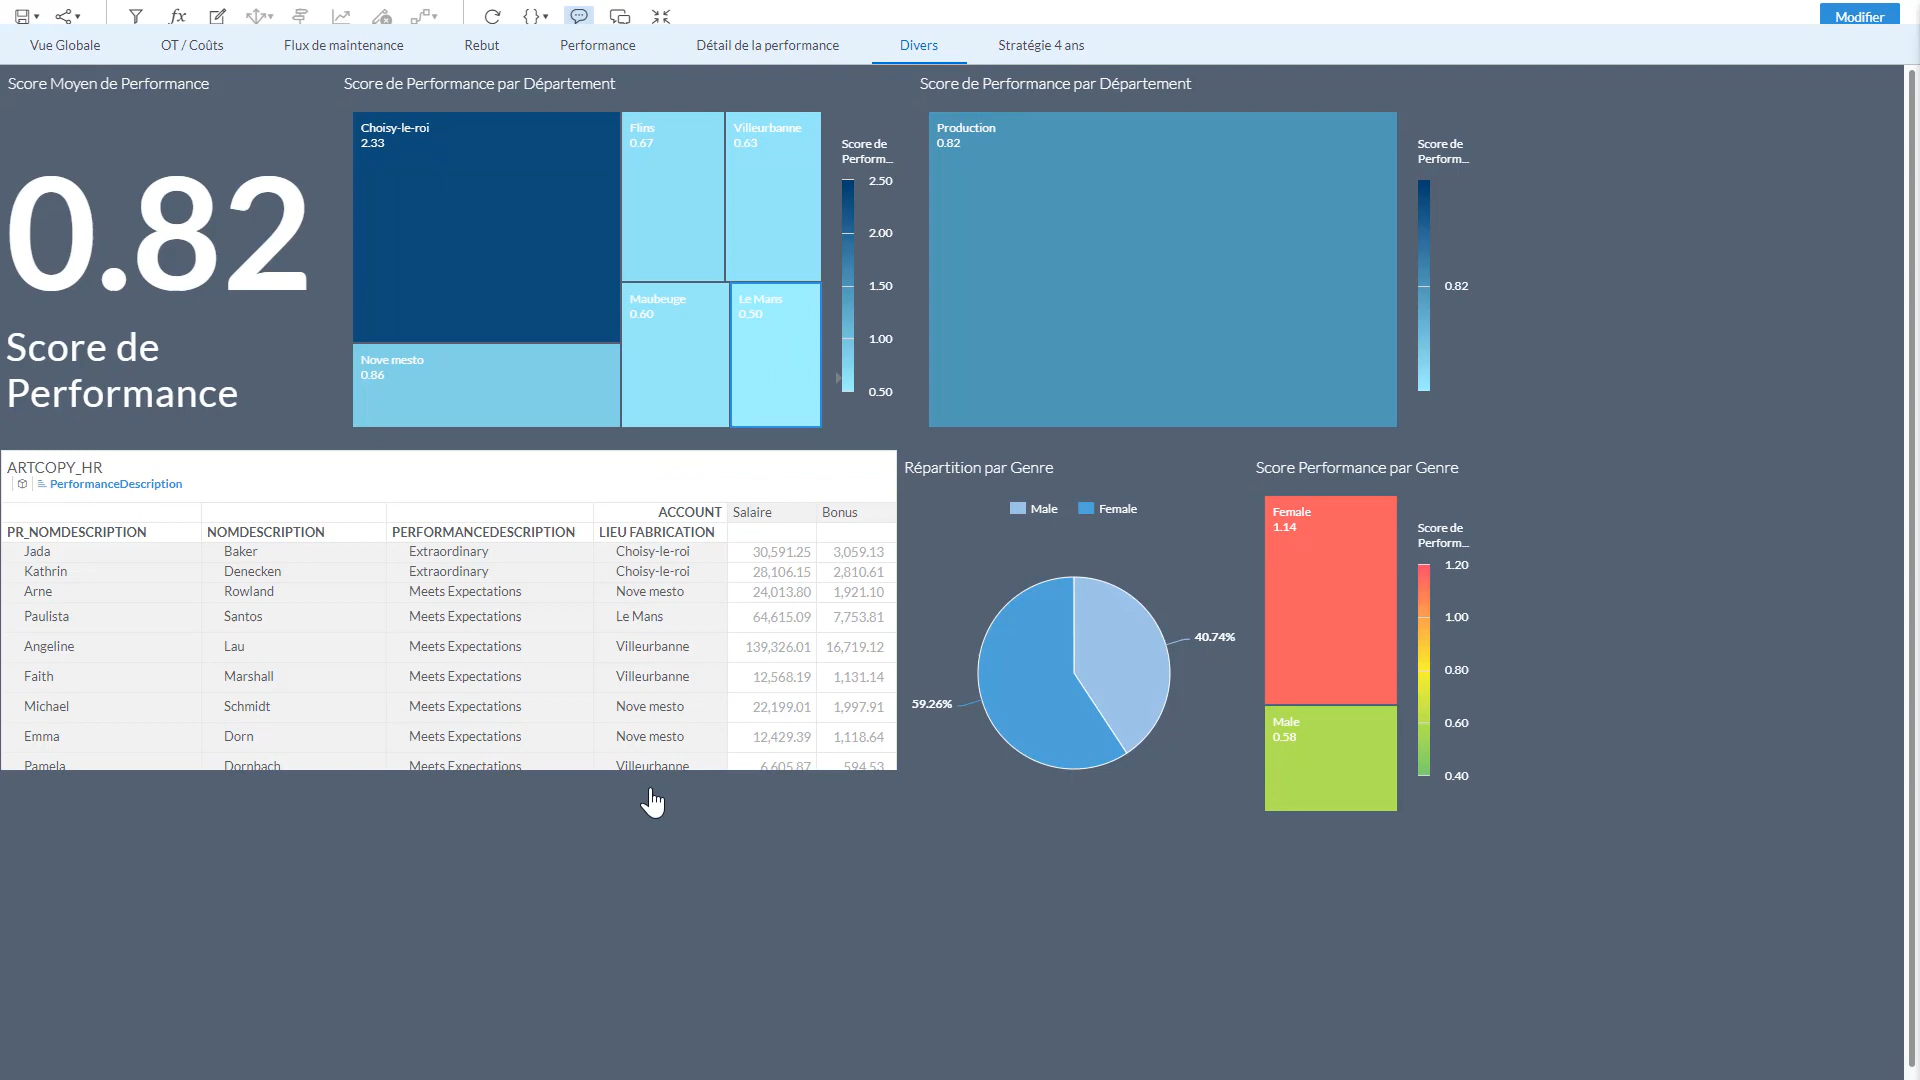 fx
{ }
Modifier
Vue Globale
OT / Coûts
Flux de maintenance
Rebut
Performance
Détail de la performance
Divers
Stratégie 4 ans
Score Moyen de Performance
0.82
Score de
Performance
Score de Performance par Département
Choisy-le-roi
2.33
Flins
0.67
Villeurbanne
0.63
Nove mesto
0.86
Maubeuge
0.60
Le Mans
0.50
Score de
Perform...
2.50
2.00
1.50
1.00
0.50
Score de Performance par Département
Production
0.82
Score de
Perform...
0.82
ARTCOPY_HR
PerformanceDescription
ACCOUNT Salaire Bonus
PR_NOMDESCRIPTION NOMDESCRIPTION PERFORMANCEDESCRIPTION LIEU FABRICATION
Jada Baker Extraordinary Choisy-le-roi 30,591.25 3,059.13
Kathrin Denecken Extraordinary Choisy-le-roi 28,106.15 2,810.61
Arne Rowland Meets Expectations Nove mesto 24,013.80 1,921.10
Paulista Santos Meets Expectations Le Mans 64,615.09 7,753.81
Angeline Lau Meets Expectations Villeurbanne 139,326.01 16,719.12
Faith Marshall Meets Expectations Villeurbanne 12,568.19 1,131.14
Michael Schmidt Meets Expectations Nove mesto 22,199.01 1,997.91
Emma Dorn Meets Expectations Nove mesto 12,429.39 1,118.64
Pamela Dornbach Meets Expectations Villeurbanne 6,605.87 594.53
Répartition par Genre
Male Female
40.74%
59.26%
Score Performance par Genre
Female
1.14
Male
0.58
Score de
Perform...
1.20
1.00
0.80
0.60
0.40